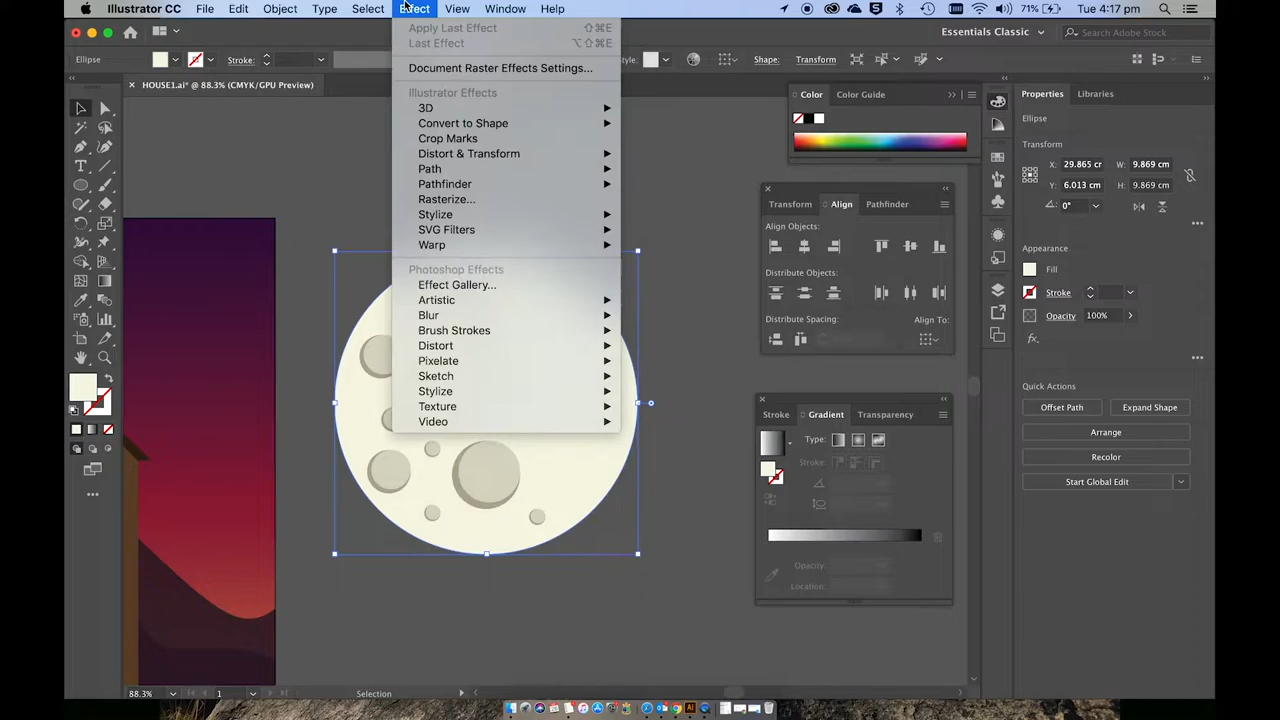 Illustrator CC File Edit Object Type Select Effect View Window Help 71% Tue 4:17 pm
Essentials Classic Search Adobe Stock
Ellipse Stroke: Shape: Transform
× HOUSE1.ai* @ 88.3% (CMYK/GPU Preview)
Apply Last Effect ⇧⌘E
Last Effect ⌥⇧⌘E
Document Raster Effects Settings...
Illustrator Effects
3D
Convert to Shape
Crop Marks
Distort & Transform
Path
Pathfinder
Rasterize...
Stylize
SVG Filters
Warp
Photoshop Effects
Effect Gallery...
Artistic
Blur
Brush Strokes
Distort
Pixelate
Sketch
Stylize
Texture
Video
Color Color Guide
Transform Align Pathfinder
Align Objects:
Distribute Objects:
Distribute Spacing: Align To:
Stroke Gradient Transparency
Type:
Stroke:
Opacity:
Location:
Properties Libraries
Ellipse
Transform
X: 29.865 cr W: 9.869 cm
Y: 6.013 cm H: 9.869 cm
0°
Appearance
Fill
Stroke
Opacity 100%
fx.
Quick Actions
Offset Path Expand Shape
Arrange
Recolor
Start Global Edit
88.3% 1 Selection